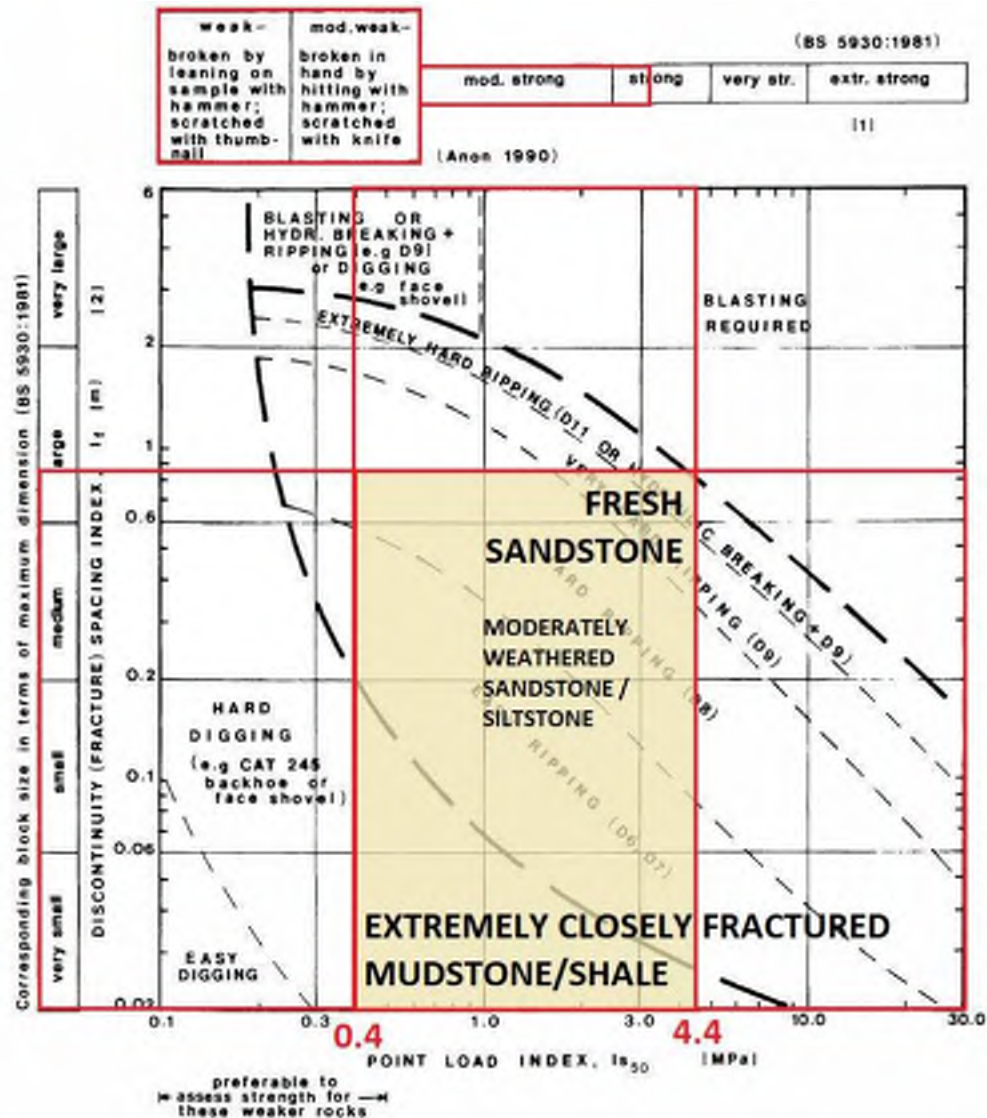 weak-
broken by
leaning on
sample with
hammer;
scratched
with thumb-
nail
mod.weak-
broken in
hand by
hitting with
hammer;
scratched
with knife
(BS 5930:1981)
mod. strong
strong
very str.
extr. strong
[1]
(Anon 1990)
Corresponding block size in terms of maximum dimension (BS 5930:1981)
very large
arge
medium
small
very small
[2]
DISCONTINUITY (FRACTURE) SPACING INDEX,
[m]
6
2
1
0.6
0.2
0.1
0.06
0.02
BLASTING OR
HYDR. BREAKING +
RIPPING (e.g D9)
or DIGGING
e.g face
shovel)
BLASTING
REQUIRED
EXTREMELY HARD RIPPING (D11 OR
C BREAKING + D9)
RIPPING (D9)
ARD RIPPING (D8)
RIPPING (D6,D7)
FRESH
SANDSTONE
MODERATELY
WEATHERED
SANDSTONE /
SILTSTONE
HARD
DIGGING
(e.g CAT 245
backhoe or
face shovel)
EXTREMELY CLOSELY FRACTURED
MUDSTONE/SHALE
EASY
DIGGING
0.1
0.3
0.4
1.0
3.0
4.4
10.0
30.0
POINT LOAD INDEX, Is50 [MPa]
preferable to
assess strength for
these weaker rocks